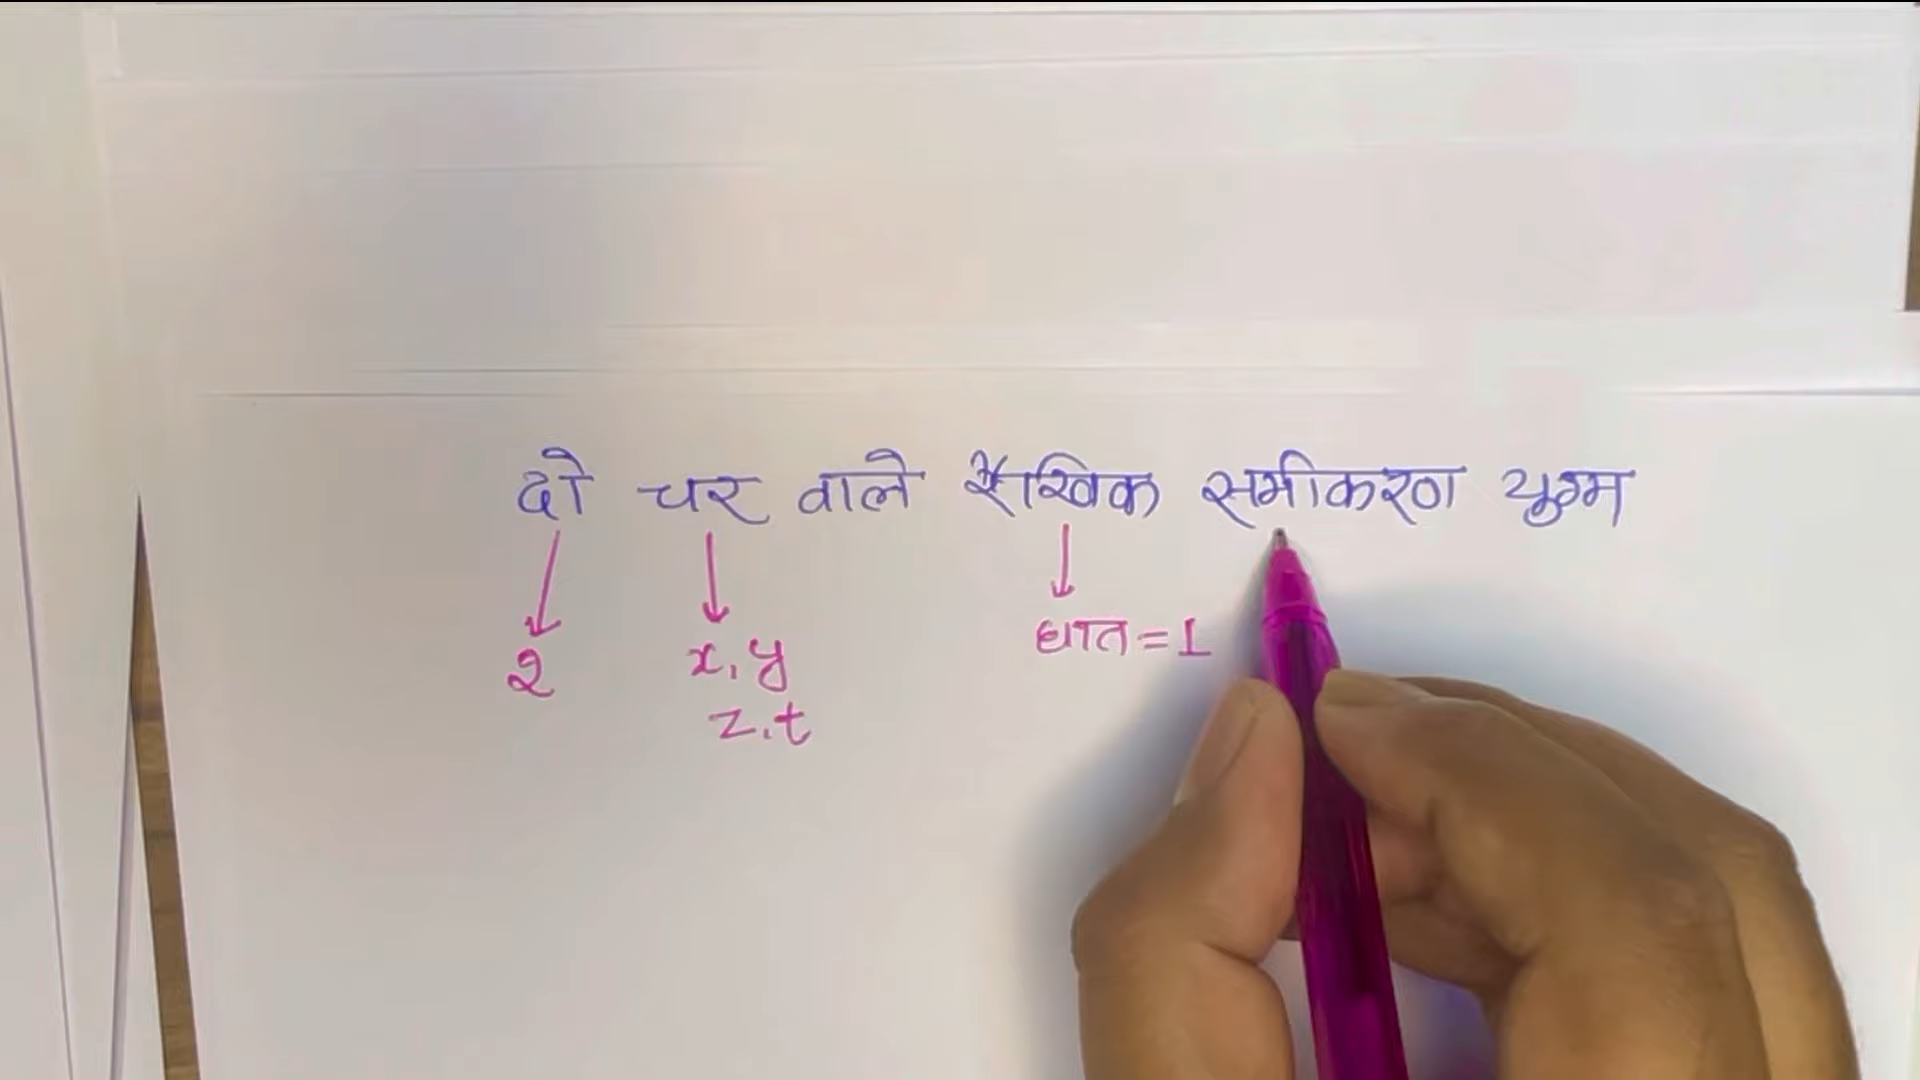 दो चर वाले रैखिक समीकरण युग्म
2 x, y घात = 1
z, t